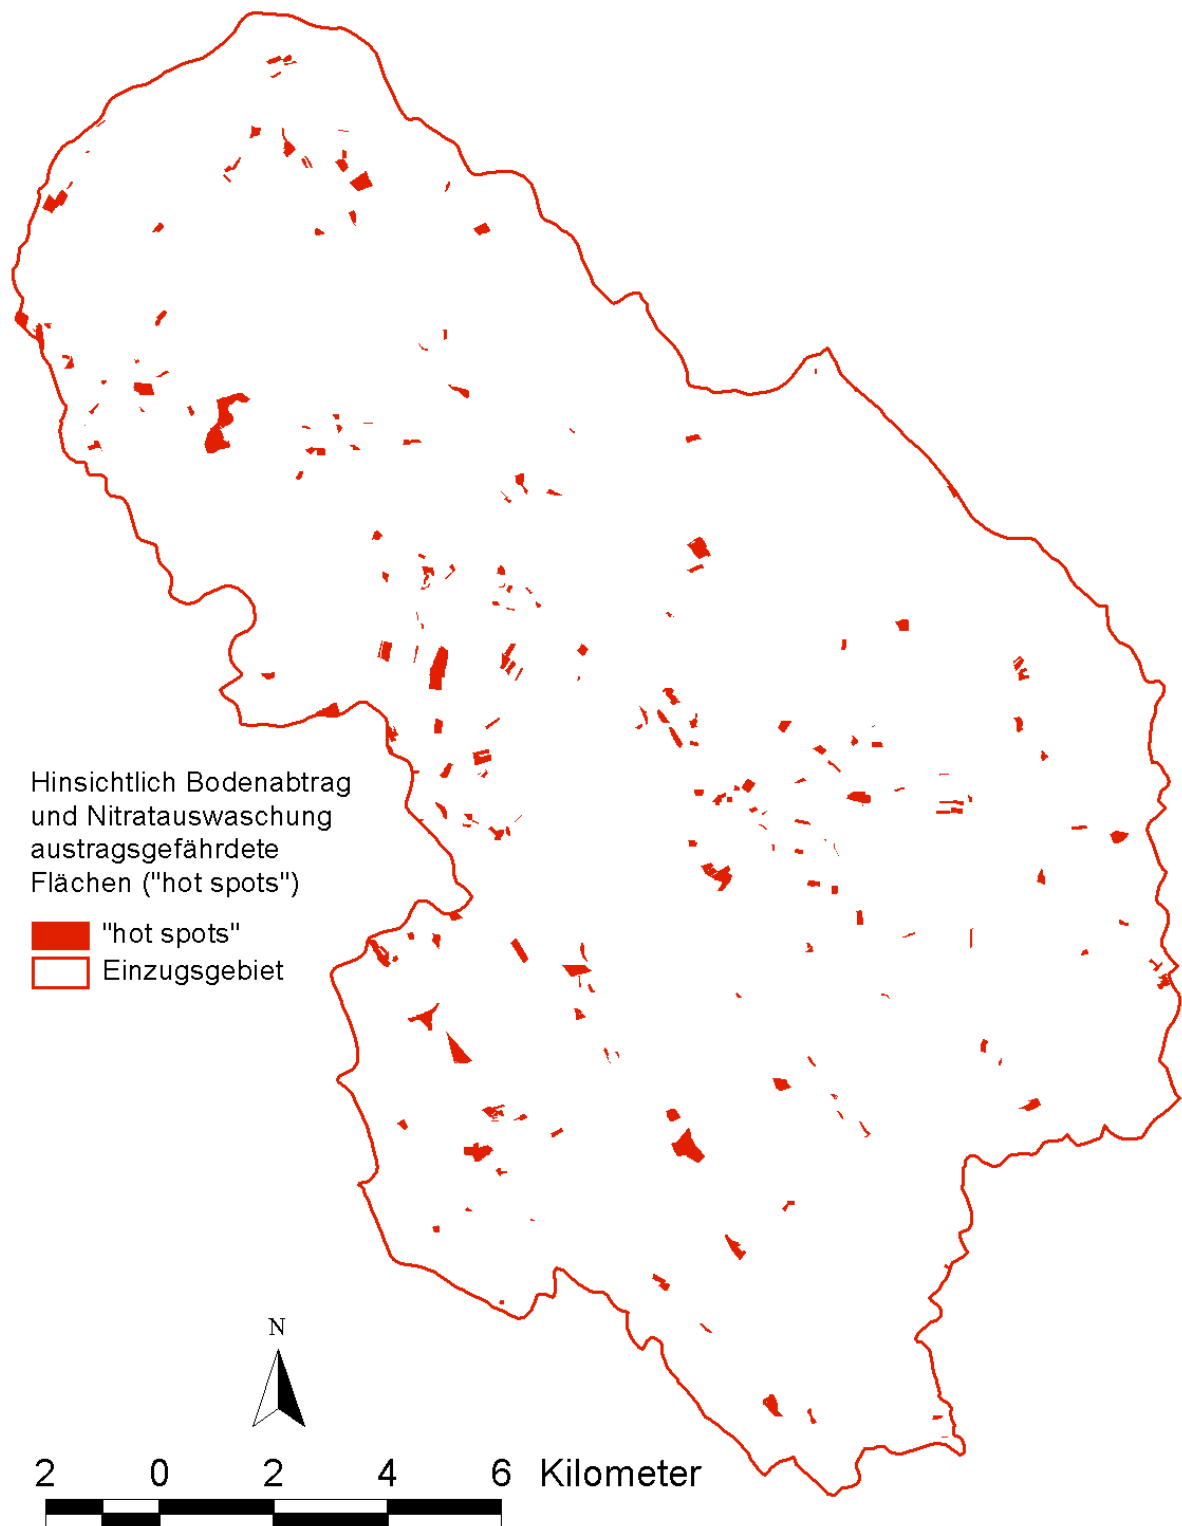 Hinsichtlich Bodenabtrag
und Nitratauswaschung
austragsgefährdete
Flächen ("hot spots")
"hot spots"
Einzugsgebiet
N
2 0 2 4 6 Kilometer